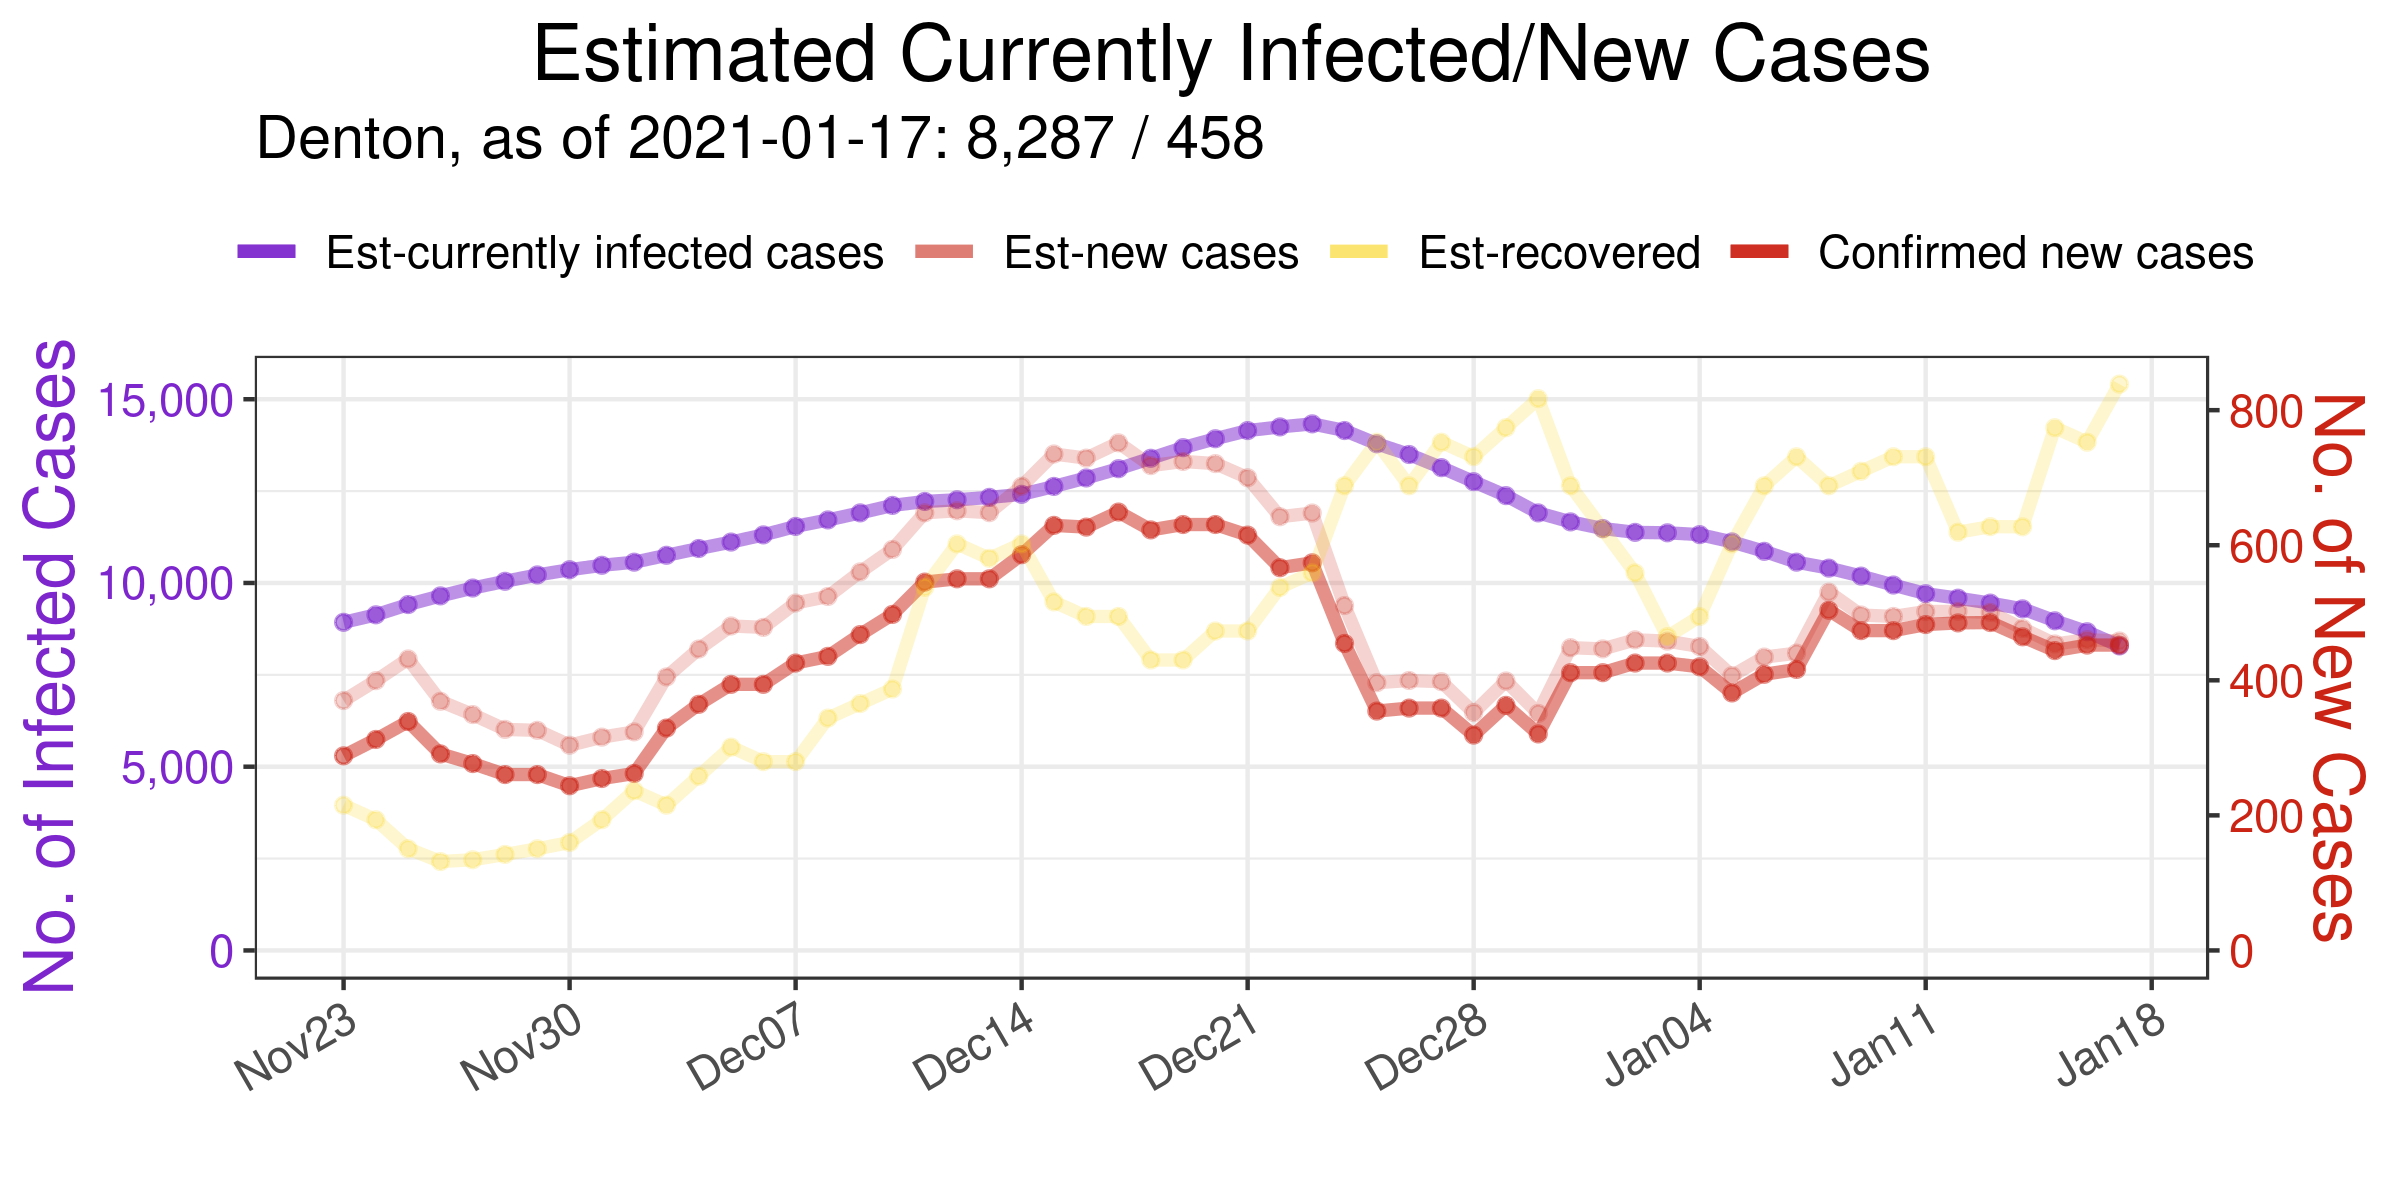 Estimated Currently Infected/New Cases
Denton, as of 2021-01-17: 8,287 / 458
Est-currently infected cases Est-new cases Est-recovered Confirmed new cases
No. of Infected Cases
15,000
10,000
5,000
0
800
600
400
200
0
No. of New Cases
Nov23 Nov30 Dec07 Dec14 Dec21 Dec28 Jan04 Jan11 Jan18